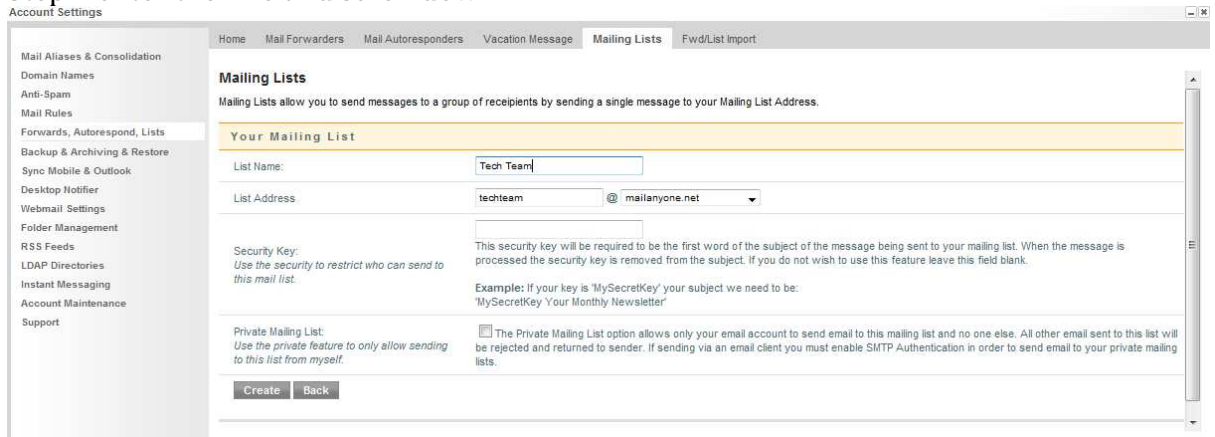 Account Settings
Home Mail Forwarders Mail Autoresponders Vacation Message Mailing Lists Fwd/List Import
Mail Aliases & Consolidation
Domain Names
Anti-Spam
Mail Rules
Forwards, Autorespond, Lists
Backup & Archiving & Restore
Sync Mobile & Outlook
Desktop Notifier
Webmail Settings
Folder Management
RSS Feeds
LDAP Directories
Instant Messaging
Account Maintenance
Support
Mailing Lists
Mailing Lists allow you to send messages to a group of receipients by sending a single message to your Mailing List Address.
Your Mailing List
List Name: Tech Team
List Address techteam @ mailanyone.net
Security Key:
Use the security to restrict who can send to
this mail list.
This security key will be required to be the first word of the subject of the message being sent to your mailing list. When the message is
processed the security key is removed from the subject. If you do not wish to use this feature leave this field blank.
Example: If your key is 'MySecretKey' your subject we need to be:
'MySecretKey Your Monthly Newsletter'
Private Mailing List:
Use the private feature to only allow sending
to this list from myself.
The Private Mailing List option allows only your email account to send email to this mailing list and no one else. All other email sent to this list will
be rejected and returned to sender. If sending via an email client you must enable SMTP Authentication in order to send email to your private mailing
lists.
Create Back